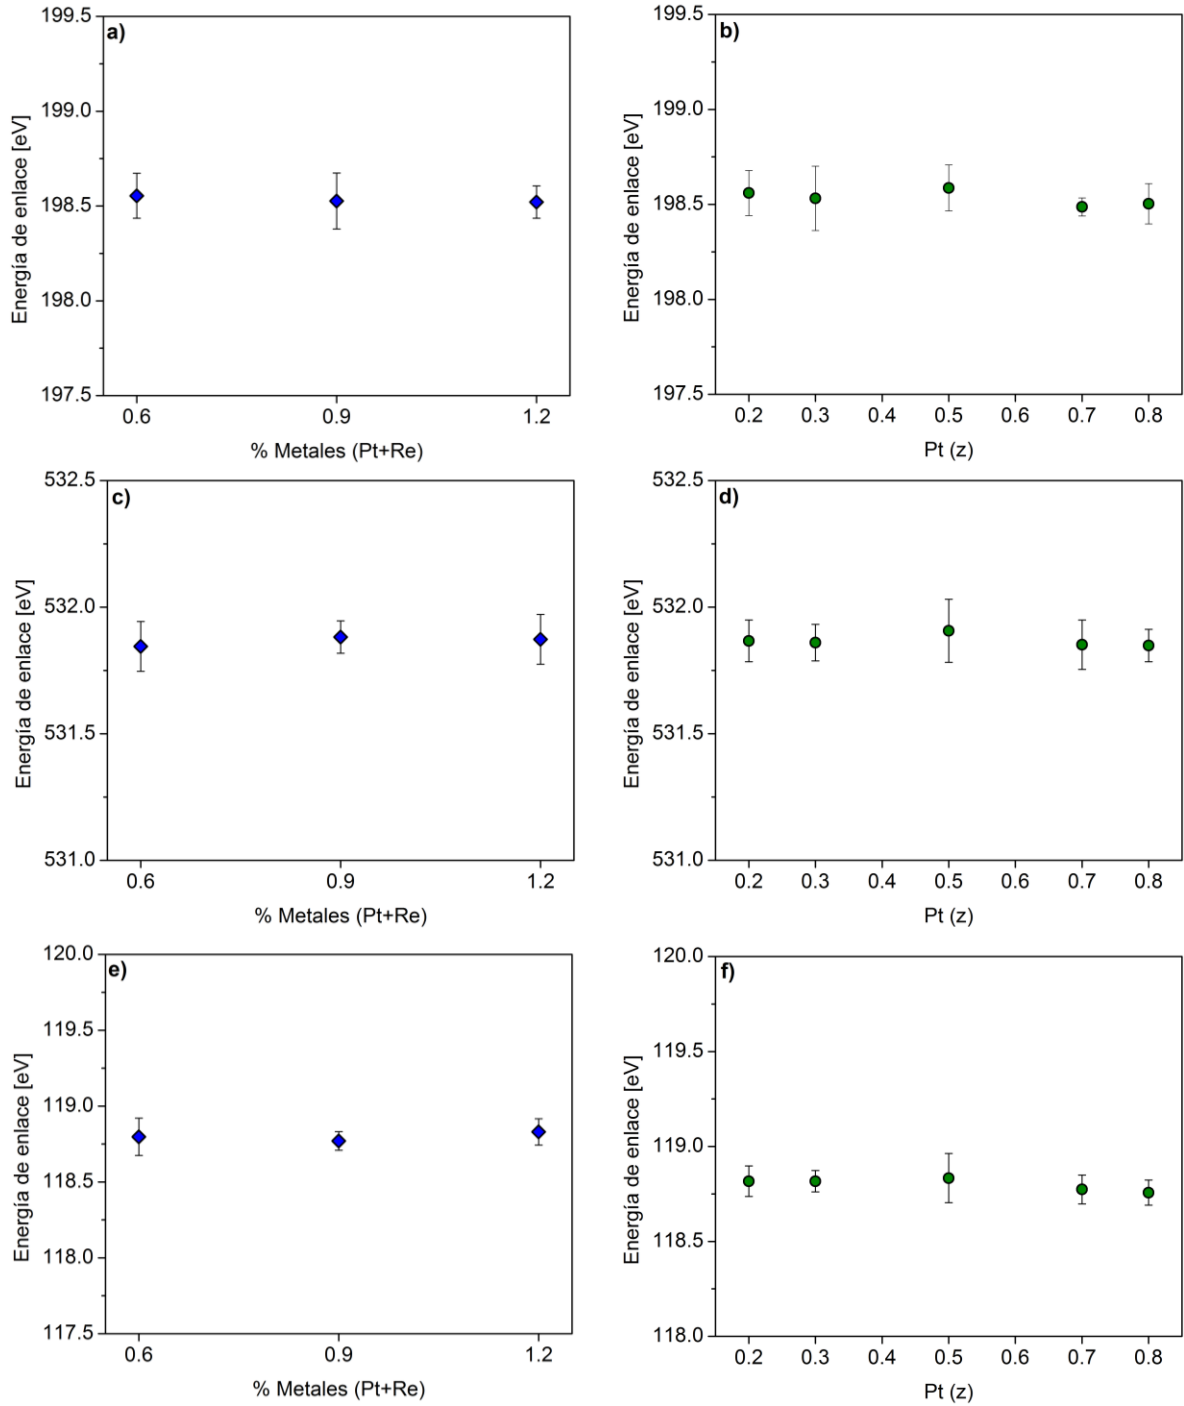 a)
199.5
199.0
198.5
198.0
197.5
Energía de enlace [eV]
0.6 0.9 1.2
% Metales (Pt+Re)
b)
199.5
199.0
198.5
198.0
197.5
Energía de enlace [eV]
0.2 0.3 0.4 0.5 0.6 0.7 0.8
Pt (z)
c)
532.5
532.0
531.5
531.0
Energía de enlace [eV]
0.6 0.9 1.2
% Metales (Pt+Re)
d)
532.5
532.0
531.5
531.0
Energía de enlace [eV]
0.2 0.3 0.4 0.5 0.6 0.7 0.8
Pt (z)
e)
120.0
119.5
119.0
118.5
118.0
117.5
Energía de enlace [eV]
0.6 0.9 1.2
% Metales (Pt+Re)
f)
120.0
119.5
119.0
118.5
118.0
Energía de enlace [eV]
0.2 0.3 0.4 0.5 0.6 0.7 0.8
Pt (z)